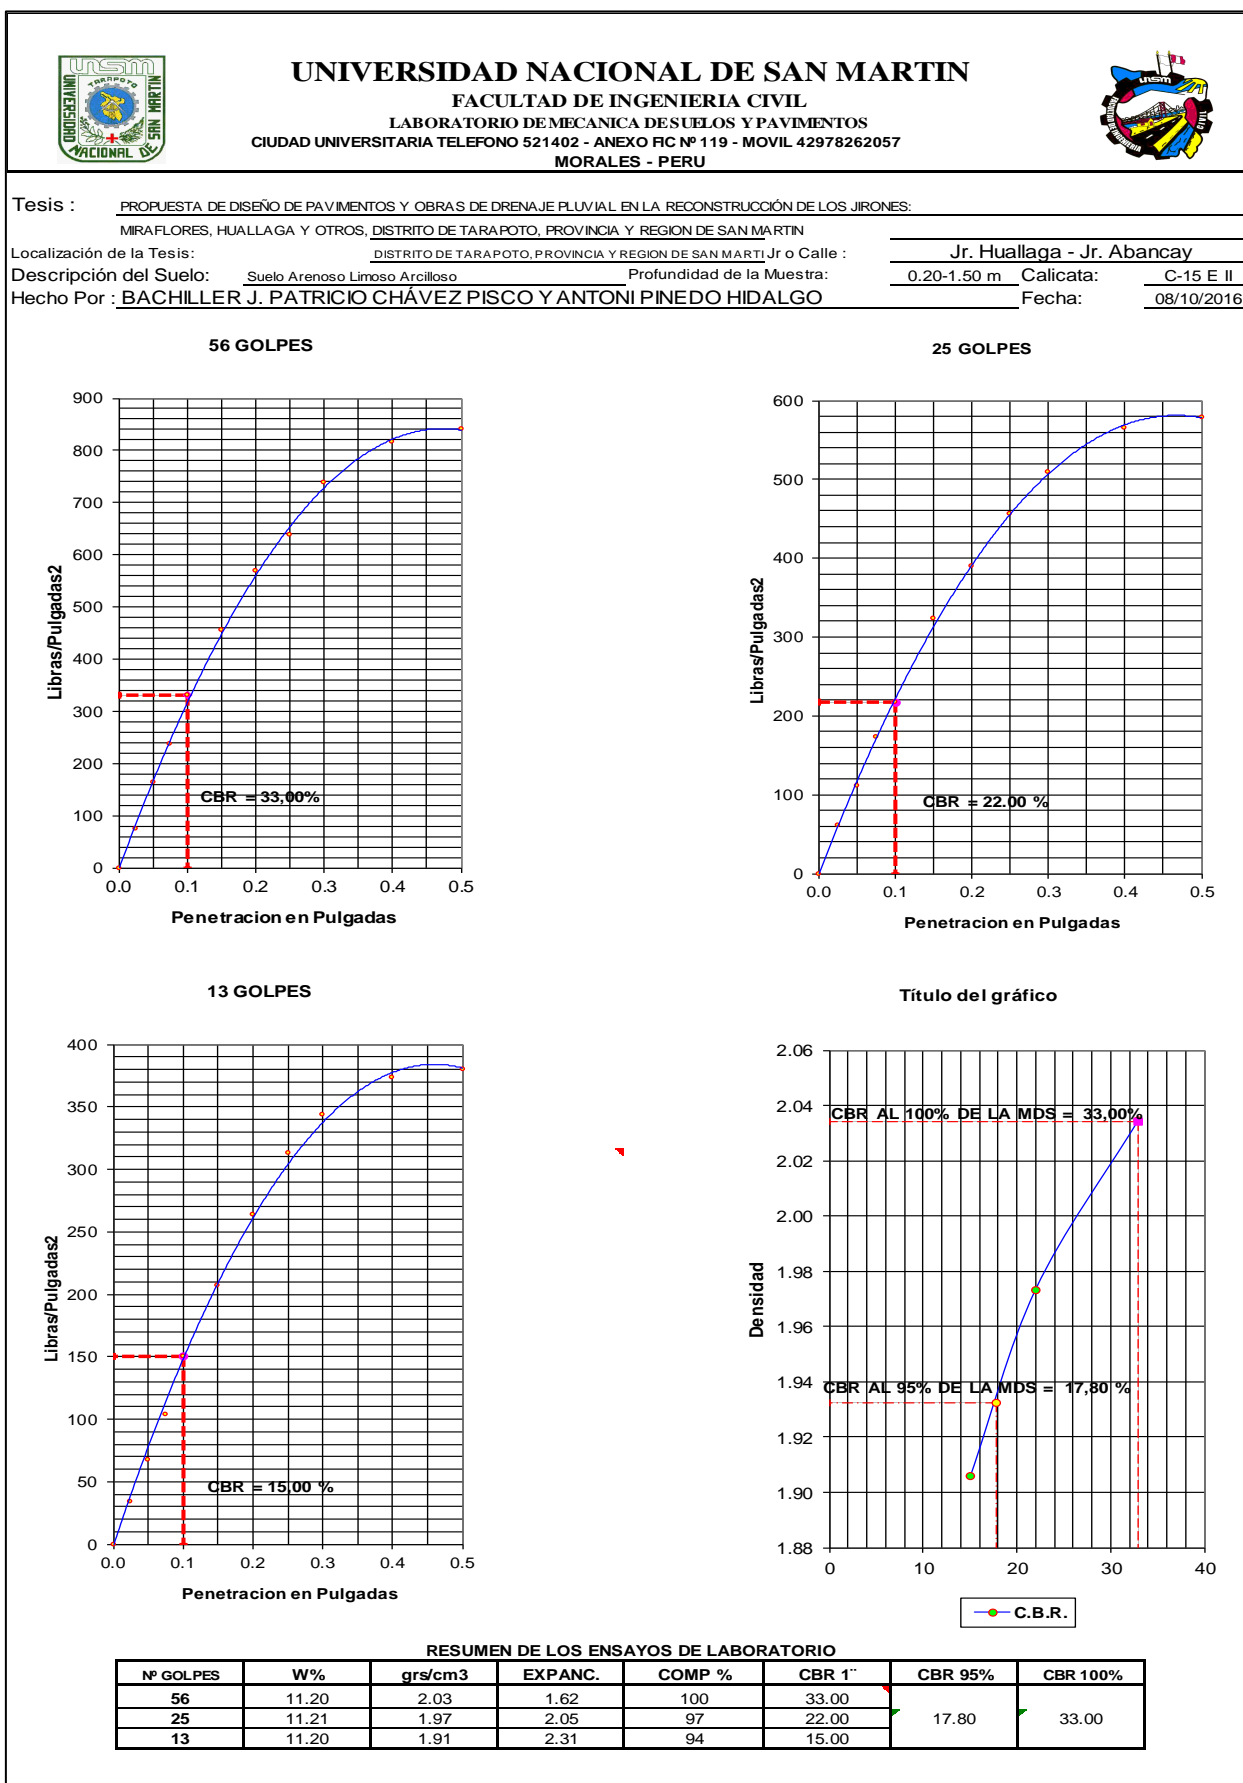 UNIVERSIDAD NACIONAL DE SAN MARTIN
FACULTAD DE INGENIERIA CIVIL
LABORATORIO DE MECANICA DE SUELOS Y PAVIMENTOS
CIUDAD UNIVERSITARIA TELEFONO 521402 - ANEXO FIC Nº 119 - MOVIL 42978262057
MORALES - PERU
UNSM
TARAPOTO
UNIVERSIDAD NACIONAL DE SAN MARTIN
unsm
Tesis : PROPUESTA DE DISEÑO DE PAVIMENTOS Y OBRAS DE DRENAJE PLUVIAL EN LA RECONSTRUCCIÓN DE LOS JIRONES:
MIRAFLORES, HUALLAGA Y OTROS, DISTRITO DE TARAPOTO, PROVINCIA Y REGION DE SAN MARTIN
Localización de la Tesis: DISTRITO DE TARAPOTO, PROVINCIA Y REGION DE SAN MARTI Jr o Calle : Jr. Huallaga - Jr. Abancay
Descripción del Suelo: Suelo Arenoso Limoso Arcilloso Profundidad de la Muestra: 0.20-1.50 m Calicata: C-15 E II
Hecho Por : BACHILLER J. PATRICIO CHÁVEZ PISCO Y ANTONI PINEDO HIDALGO Fecha: 08/10/2016
56 GOLPES
900
800
700
600
500
400
300
200
100
0
Libras/Pulgadas2
CBR = 33,00%
0.0 0.1 0.2 0.3 0.4 0.5
Penetracion en Pulgadas
25 GOLPES
600
500
400
300
200
100
0
Libras/Pulgadas2
CBR = 22.00 %
0.0 0.1 0.2 0.3 0.4 0.5
Penetracion en Pulgadas
13 GOLPES
400
350
300
250
200
150
100
50
0
Libras/Pulgadas2
CBR = 15,00 %
0.0 0.1 0.2 0.3 0.4 0.5
Penetracion en Pulgadas
Título del gráfico
2.06
2.04
2.02
2.00
1.98
1.96
1.94
1.92
1.90
1.88
Densidad
CBR AL 100% DE LA MDS = 33,00%
CBR AL 95% DE LA MDS = 17,80 %
0 10 20 30 40
C.B.R.
RESUMEN DE LOS ENSAYOS DE LABORATORIO
Nº GOLPES W% grs/cm3 EXPANC. COMP % CBR 1¨ CBR 95% CBR 100%
56 11.20 2.03 1.62 100 33.00
25 11.21 1.97 2.05 97 22.00 17.80 33.00
13 11.20 1.91 2.31 94 15.00